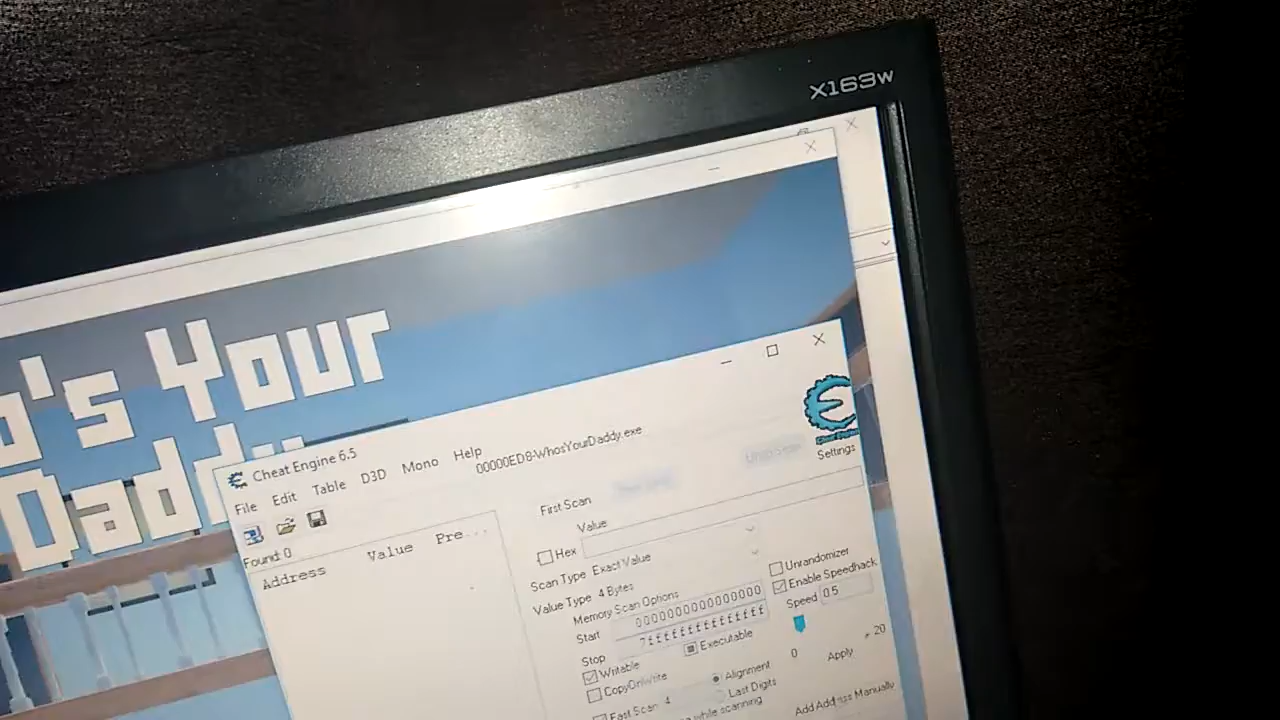 X163W
o's Your
Daddy
Cheat Engine 6.5
File Edit Table D3D Mono Help
00000ED8-WhosYourDaddy.exe
Settings
Found: 0
Address Value Pre...
First Scan
Value
Hex
Scan Type Exact Value
Value Type 4 Bytes
Memory Scan Options
Start 0000000000000000
Stop 7fffffffffffffff
Writable Executable
CopyOnWrite
Fast Scan 4 Alignment
Last Digits
while scanning
Unrandomizer
Enable Speedhack
Speed 0.5
0 20
Apply
Add Address Manually